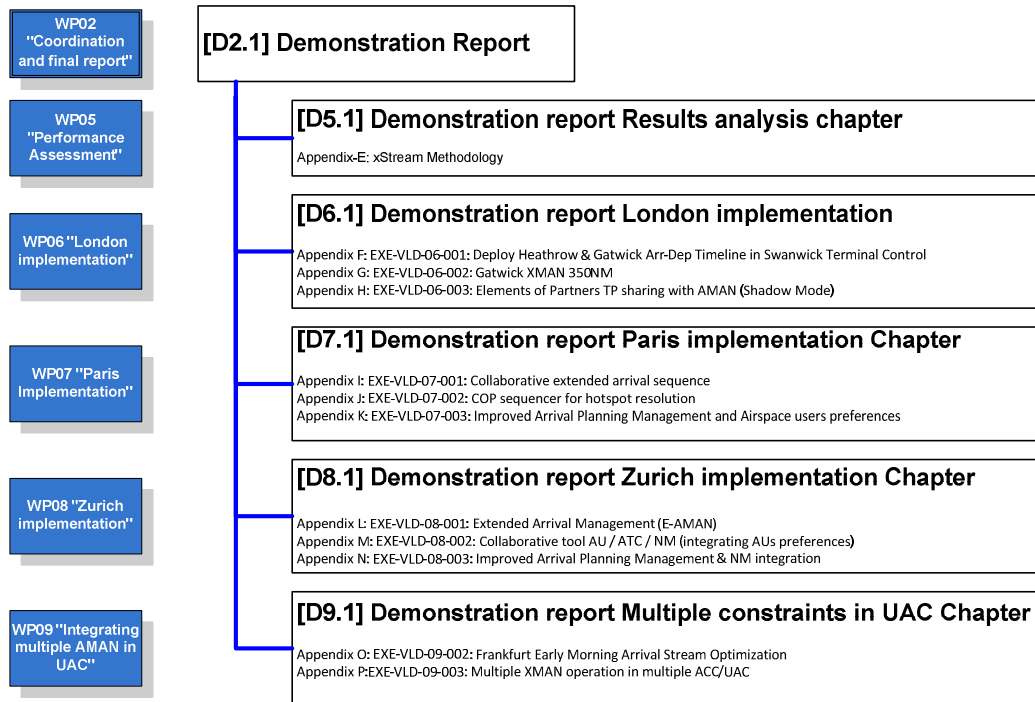 WP02
"Coordination
and final report"
[D2.1] Demonstration Report
WP05
"Performance
Assessment"
[D5.1] Demonstration report Results analysis chapter
Appendix-E: xStream Methodology
WP06 "London
implementation"
[D6.1] Demonstration report London implementation
Appendix F: EXE-VLD-06-001: Deploy Heathrow & Gatwick Arr-Dep Timeline in Swanwick Terminal Control
Appendix G: EXE-VLD-06-002: Gatwick XMAN 350NM
Appendix H: EXE-VLD-06-003: Elements of Partners TP sharing with AMAN (Shadow Mode)
WP07 "Paris
Implementation"
[D7.1] Demonstration report Paris implementation Chapter
Appendix I: EXE-VLD-07-001: Collaborative extended arrival sequence
Appendix J: EXE-VLD-07-002: COP sequencer for hotspot resolution
Appendix K: EXE-VLD-07-003: Improved Arrival Planning Management and Airspace users preferences
WP08 "Zurich
implementation"
[D8.1] Demonstration report Zurich implementation Chapter
Appendix L: EXE-VLD-08-001: Extended Arrival Management (E-AMAN)
Appendix M: EXE-VLD-08-002: Collaborative tool AU / ATC / NM (integrating AUs preferences)
Appendix N: EXE-VLD-08-003: Improved Arrival Planning Management & NM integration
WP09 "Integrating
multiple AMAN in
UAC"
[D9.1] Demonstration report Multiple constraints in UAC Chapter
Appendix O: EXE-VLD-09-002: Frankfurt Early Morning Arrival Stream Optimization
Appendix P:EXE-VLD-09-003: Multiple XMAN operation in multiple ACC/UAC